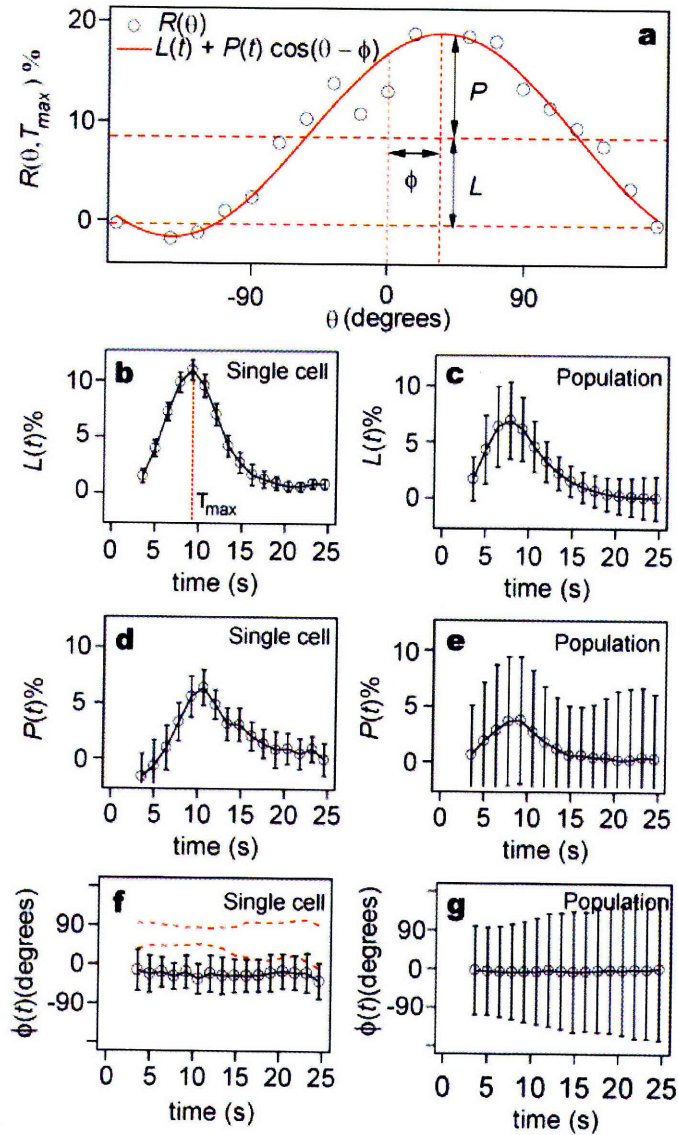 a
R(θ)
L(t) + P(t) cos(θ – ϕ)
R(θ,Tmax) %
20
10
0
P
ϕ
L
-90 0 90
θ (degrees)
b Single cell
L(t)%
10
5
0
Tmax
0 5 10 15 20 25
time (s)
c Population
L(t)%
10
5
0
0 5 10 15 20 25
time (s)
d Single cell
P(t)%
10
5
0
0 5 10 15 20 25
time (s)
e Population
P(t)%
10
5
0
0 5 10 15 20 25
time (s)
f Single cell
ϕ(t)(degrees)
90
0
-90
0 5 10 15 20 25
time (s)
g Population
ϕ(t)(degrees)
90
0
-90
0 5 10 15 20 25
time (s)